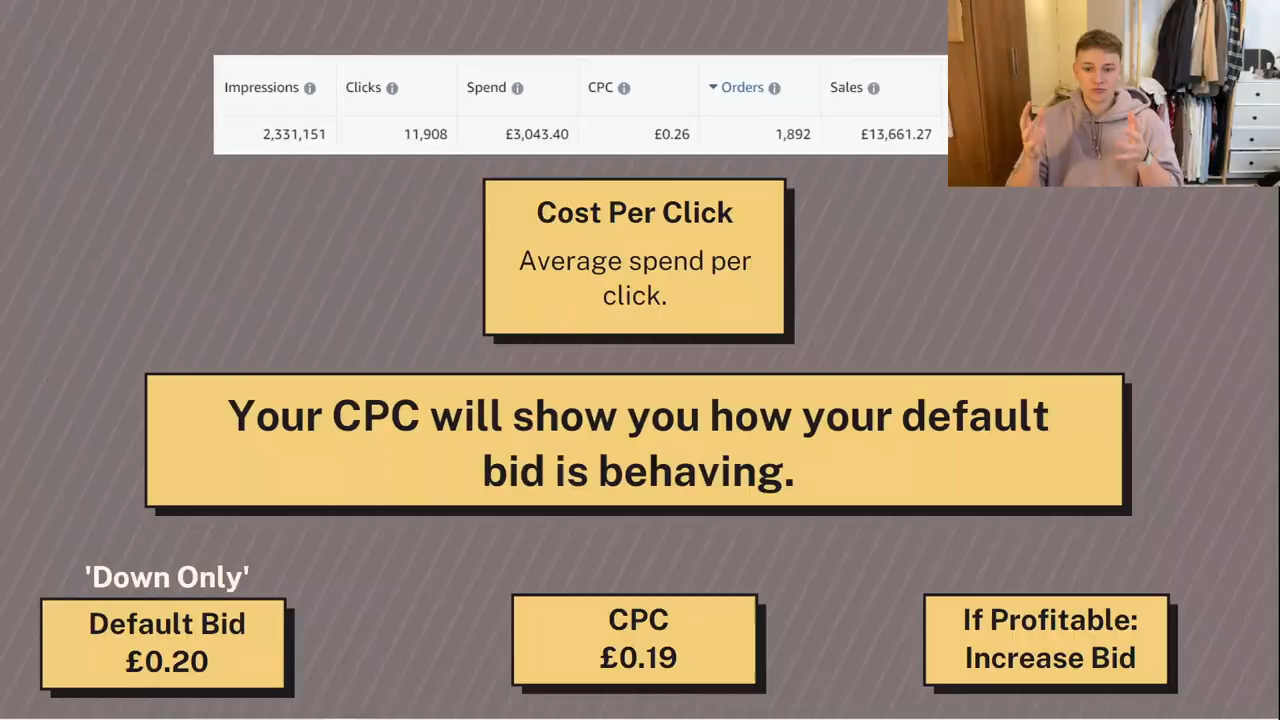 Impressions Clicks Spend CPC Orders Sales
2,331,151 11,908 £3,043.40 £0.26 1,892 £13,661.27
Cost Per Click
Average spend per
click.
Your CPC will show you how your default
bid is behaving.
'Down Only'
Default Bid
£0.20
CPC
£0.19
If Profitable:
Increase Bid